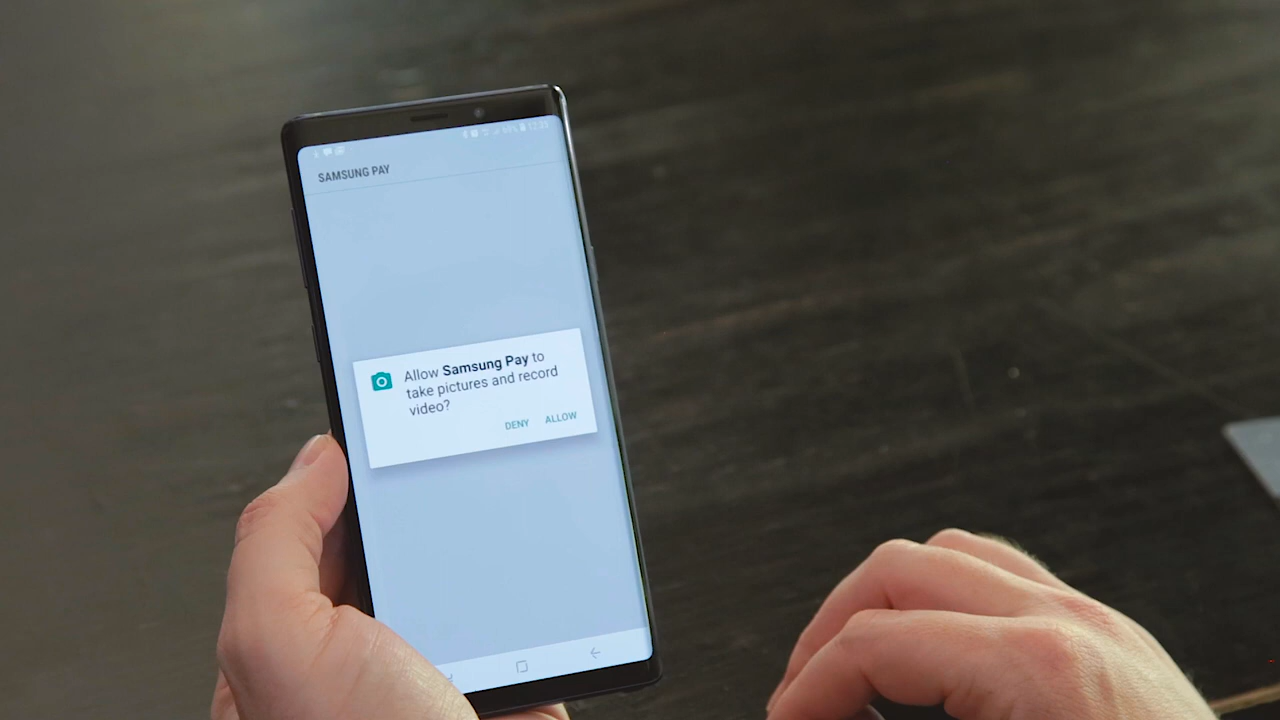 SAMSUNG PAY
Allow Samsung Pay to
take pictures and record
video?
DENY ALLOW